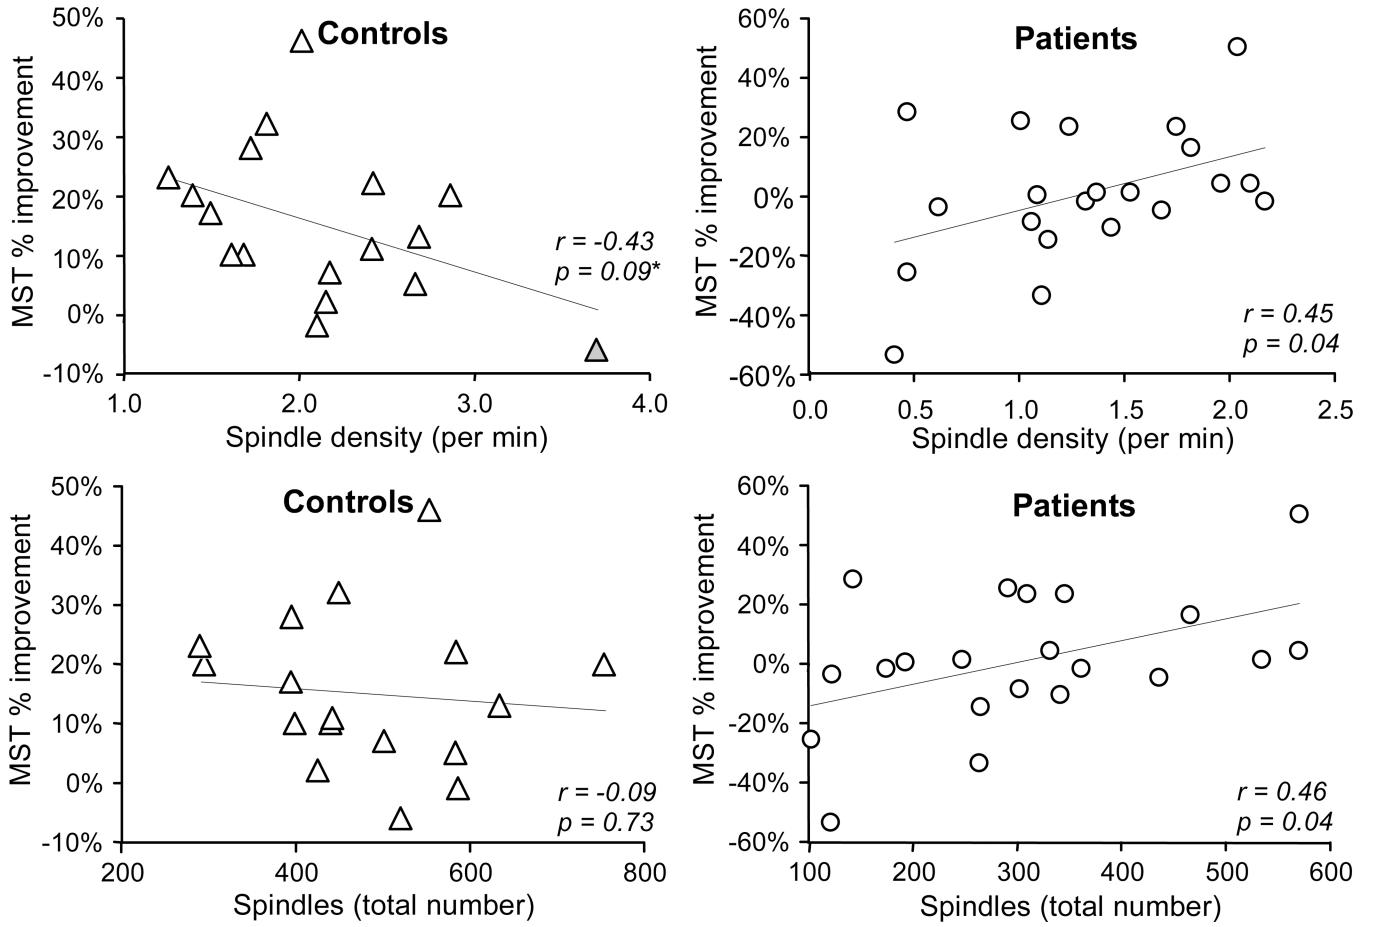 Controls
MST % improvement
50%
40%
30%
20%
10%
0%
-10%
r = -0.43
p = 0.09*
1.0 2.0 3.0 4.0
Spindle density (per min)
Patients
MST % improvement
60%
40%
20%
0%
-20%
-40%
-60%
r = 0.45
p = 0.04
0.0 0.5 1.0 1.5 2.0 2.5
Spindle density (per min)
Controls
MST % improvement
50%
40%
30%
20%
10%
0%
-10%
r = -0.09
p = 0.73
200 400 600 800
Spindles (total number)
Patients
MST % improvement
60%
40%
20%
0%
-20%
-40%
-60%
r = 0.46
p = 0.04
100 200 300 400 500 600
Spindles (total number)